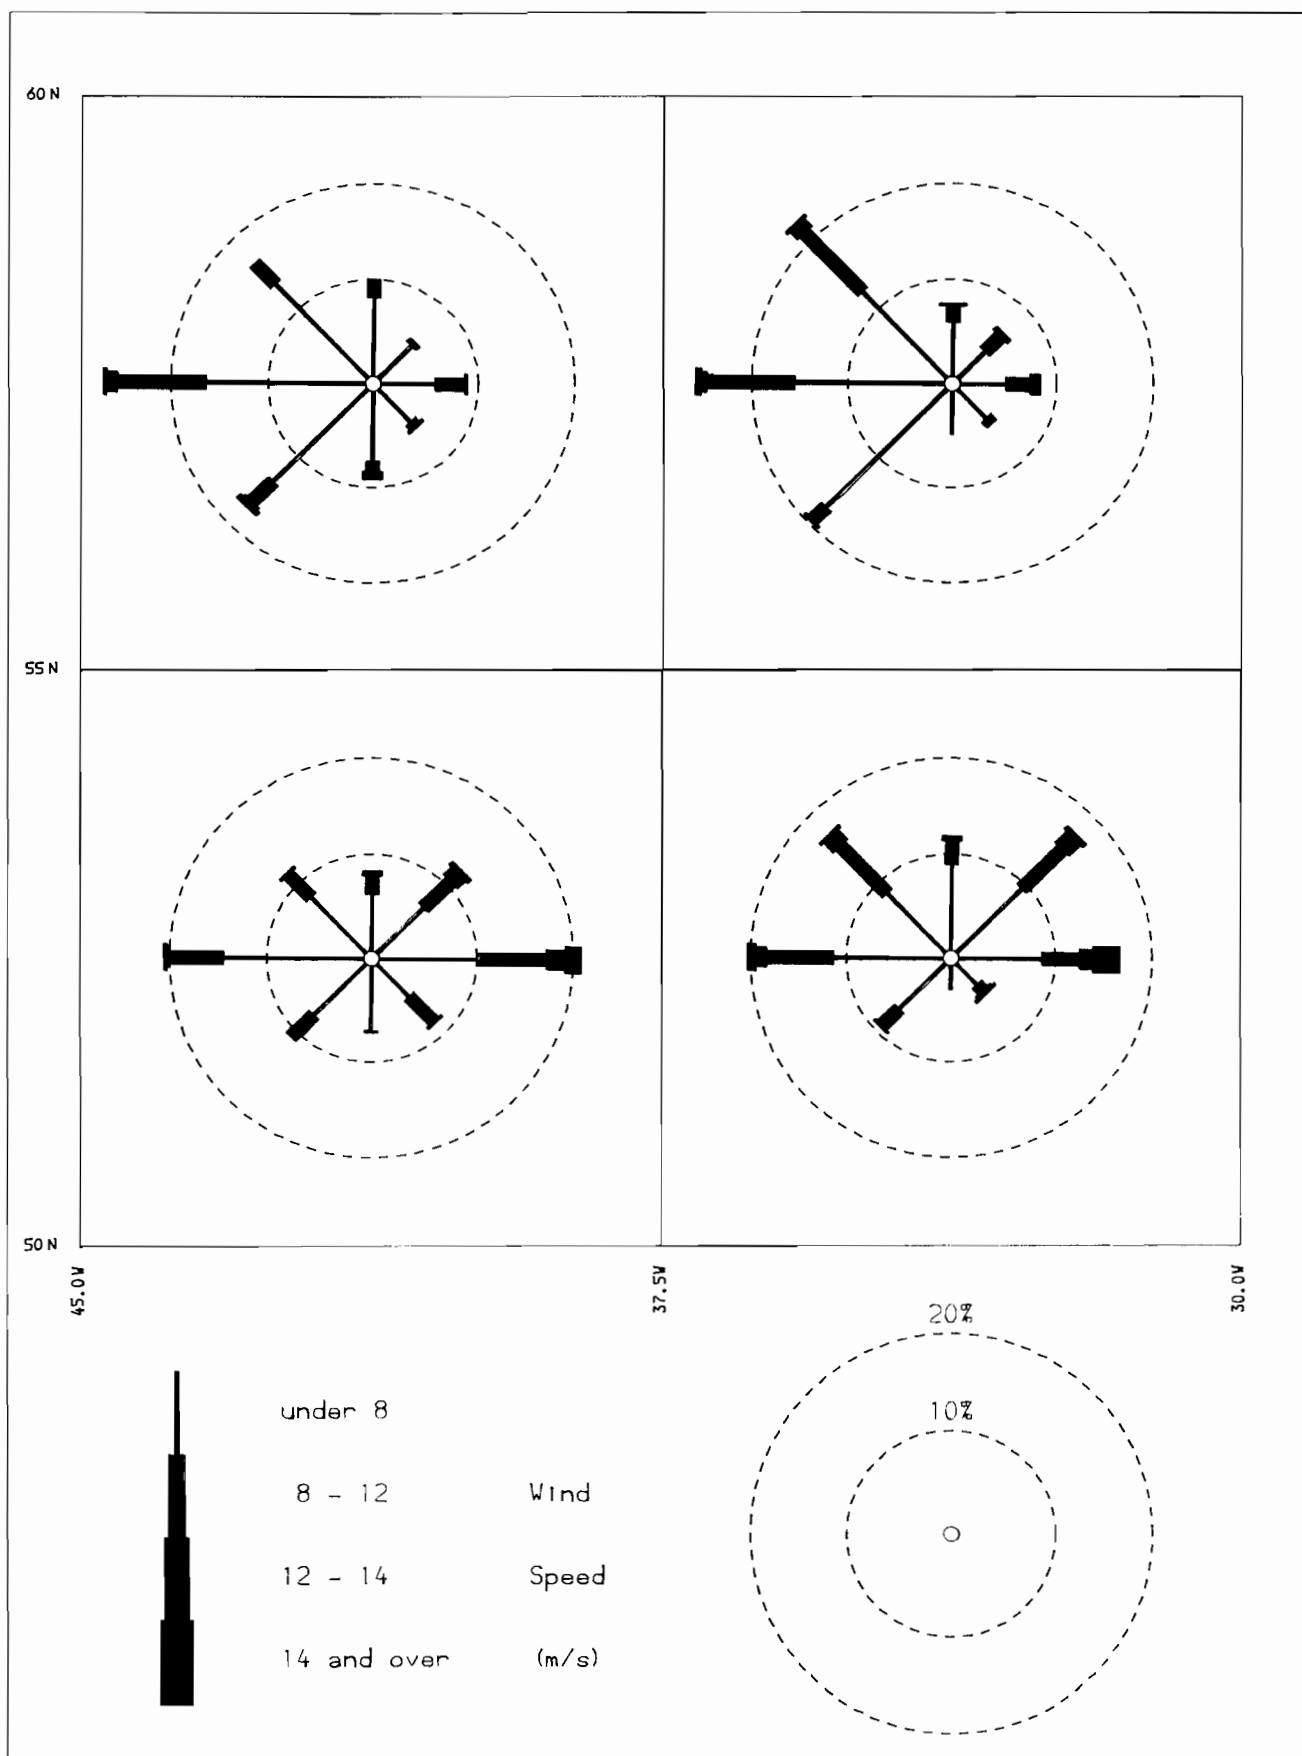 60 N
55 N
50 N
45.0W
37.5W
30.0W
20%
10%
under 8
8 - 12 Wind
12 - 14 Speed
14 and over (m/s)